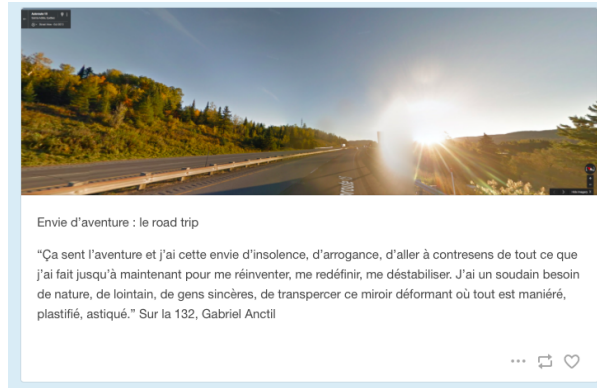 Envie d’aventure : le road trip
“Ça sent l’aventure et j’ai cette envie d’insolence, d’arrogance, d’aller à contresens de tout ce que
j’ai fait jusqu’à maintenant pour me réinventer, me redéfinir, me déstabiliser. J’ai un soudain besoin
de nature, de lointain, de gens sincères, de transpercer ce miroir déformant où tout est maniéré,
plastifié, astiqué.” Sur la 132, Gabriel Anctil